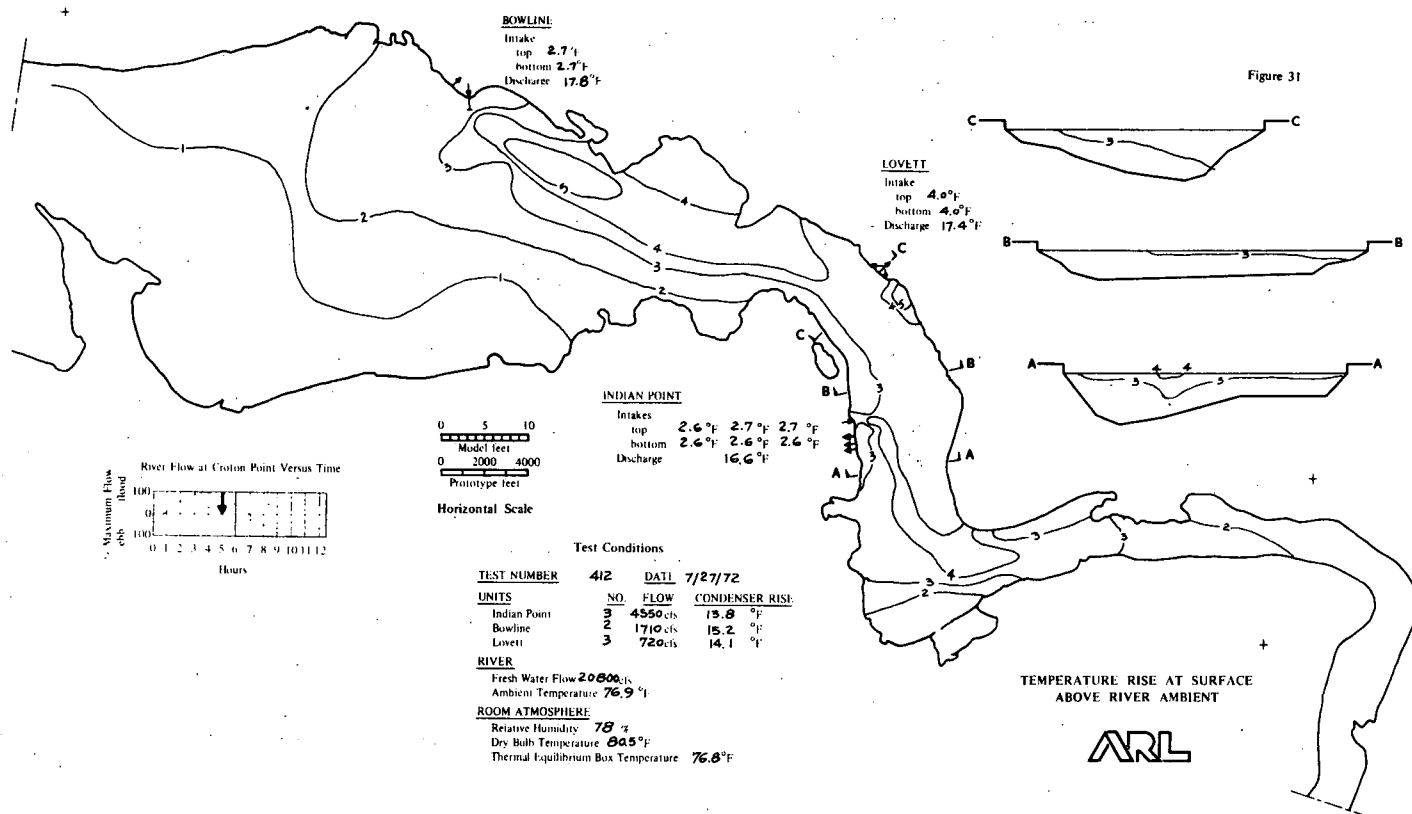 BOWLINE
Intake
top 2.7°F
bottom 2.7°F
Discharge 17.8°F
Figure 31
C C
3
LOVETT
Intake
top 4.0°F
bottom 4.0°F
Discharge 17.4°F
B B
3
A A
4 4
3 3
1
2
3
5
4
4
3
2
1
C
4 5
C
B
3
B
3
A
A
4
3
2
3
3
2
INDIAN POINT
Intakes
top 2.6°F 2.7°F 2.7°F
bottom 2.6°F 2.6°F 2.6°F
Discharge 16.6°F
0 5 10
Model feet
0 2000 4000
Prototype feet
Horizontal Scale
River Flow at Croton Point Versus Time
% Maximum Flow
ebb flood
100
0
100
0 1 2 3 4 5 6 7 8 9 10 11 12
Hours
Test Conditions
TEST NUMBER 412 DATE 7/27/72
UNITS NO. FLOW CONDENSER RISE
Indian Point 3 4550 cfs 13.8 °F
Bowline 2 1710 cfs 15.2 °F
Lovett 3 720 cfs 14.1 °F
RIVER
Fresh Water Flow 20800 cfs
Ambient Temperature 76.9 °F
ROOM ATMOSPHERE
Relative Humidity 78 %
Dry Bulb Temperature 80.5°F
Thermal Equilibrium Box Temperature 76.8°F
TEMPERATURE RISE AT SURFACE
ABOVE RIVER AMBIENT
ARL